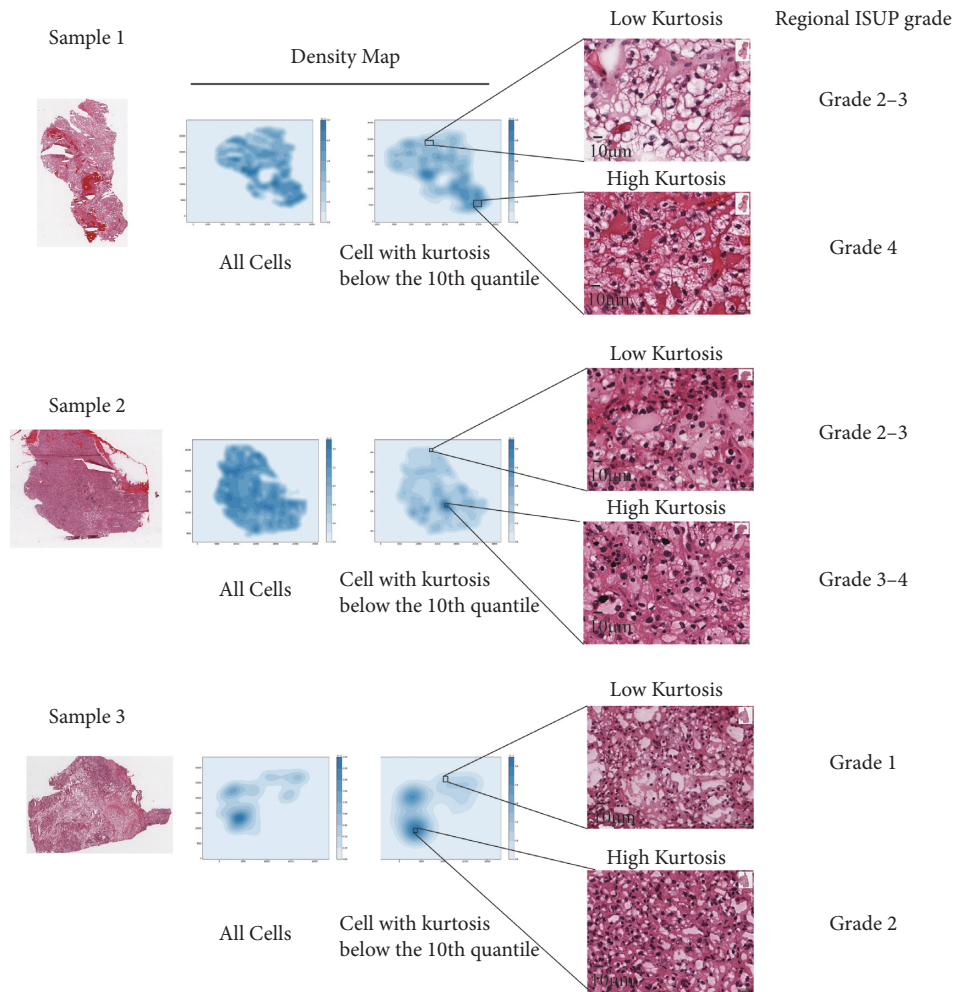 Low Kurtosis
Regional ISUP grade
Sample 1
Density Map
Grade 2–3
10μm
High Kurtosis
All Cells
Cell with kurtosis
below the 10th quantile
Grade 4
10μm
Low Kurtosis
Sample 2
Grade 2–3
10μm
High Kurtosis
All Cells
Cell with kurtosis
below the 10th quantile
Grade 3–4
10μm
Low Kurtosis
Sample 3
Grade 1
10μm
High Kurtosis
All Cells
Cell with kurtosis
below the 10th quantile
Grade 2
10μm